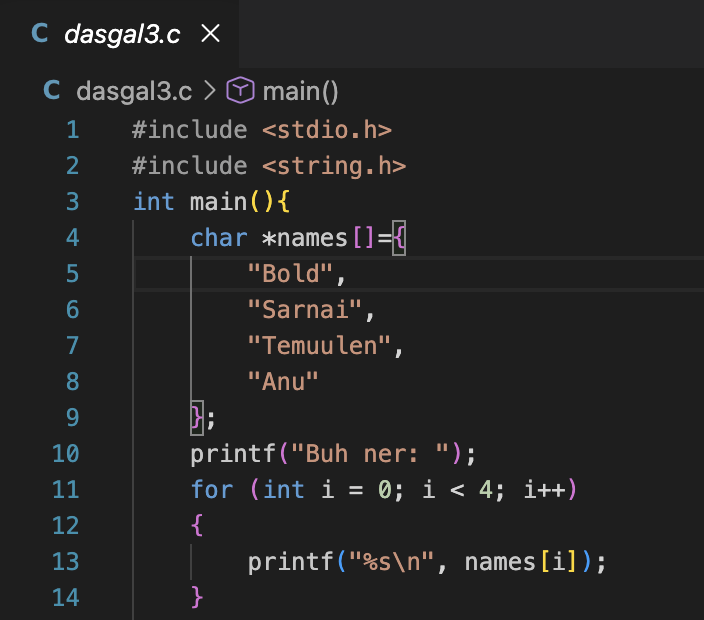 C dasgal3.c ×
C dasgal3.c > main()
1 #include <stdio.h>
2 #include <string.h>
3 int main(){
4     char *names[]={
5         "Bold",
6         "Sarnai",
7         "Temuulen",
8         "Anu"
9     };
10     printf("Buh ner: ");
11     for (int i = 0; i < 4; i++)
12     {
13         printf("%s\n", names[i]);
14     }